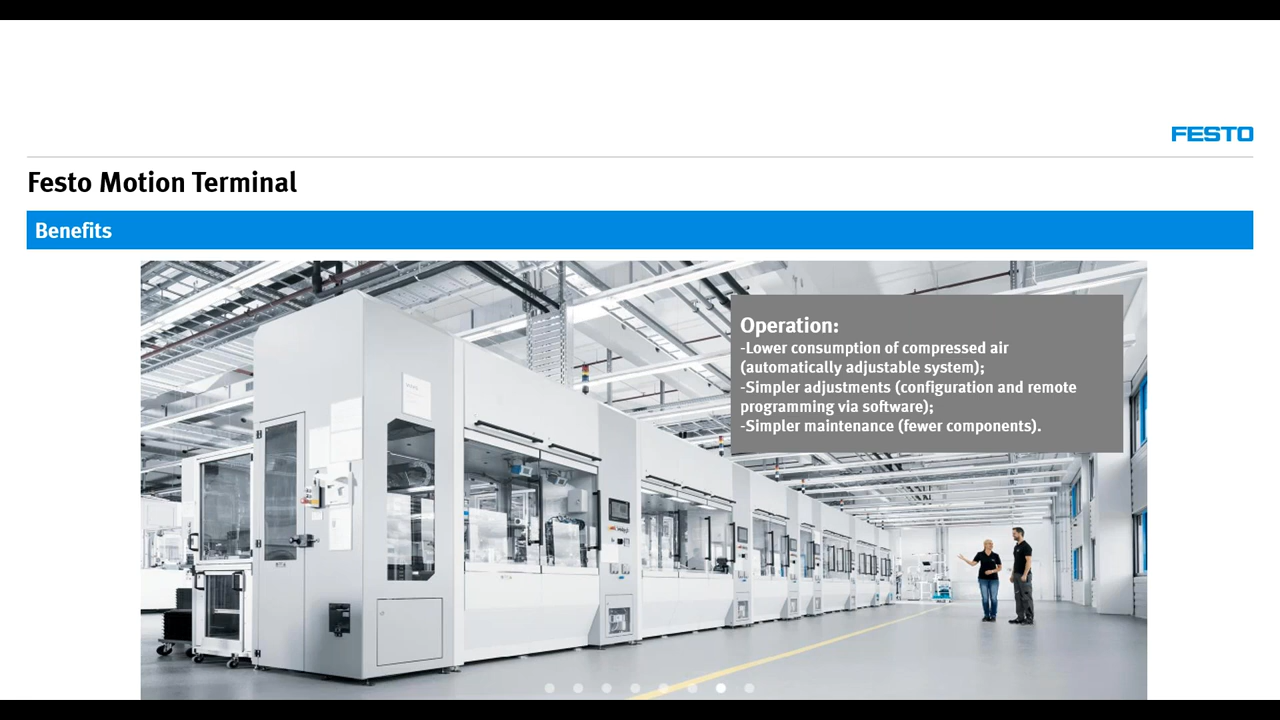 FESTO
Festo Motion Terminal
Benefits
Operation:
-Lower consumption of compressed air
(automatically adjustable system);
-Simpler adjustments (configuration and remote
programming via software);
-Simpler maintenance (fewer components).